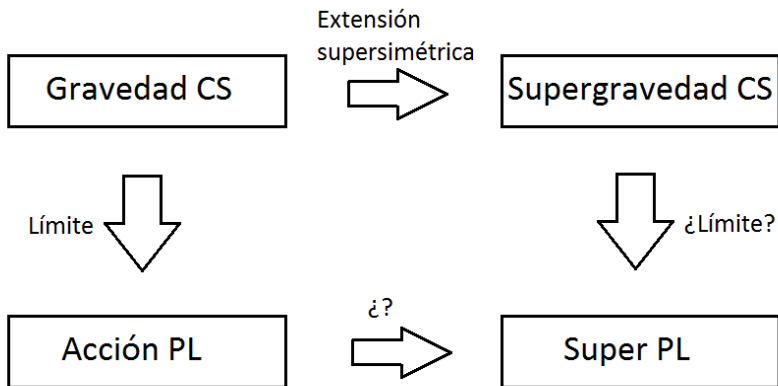 Extensión
supersimétrica
Gravedad CS
Supergravedad CS
Límite
¿Límite?
¿?
Acción PL
Super PL